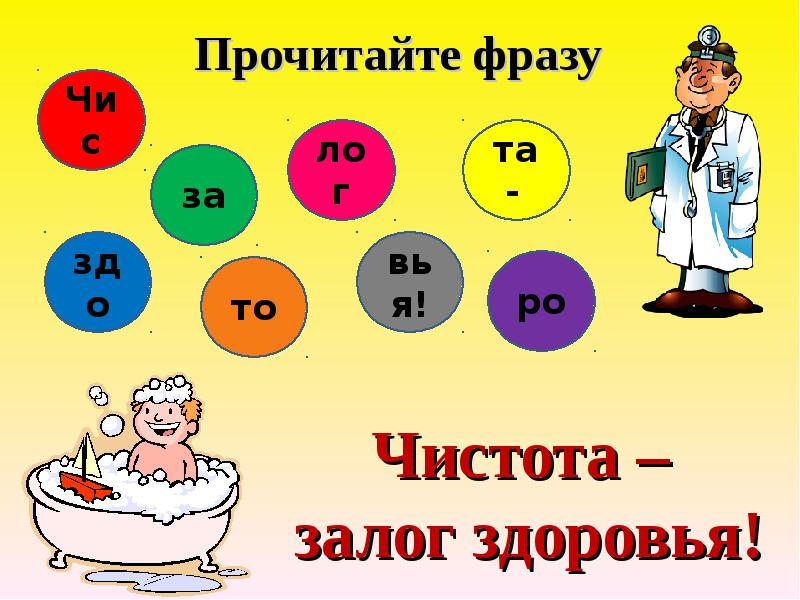 Прочитайте фразу
Чи
с
за
ло
г
та
-
зд
о
то
вь
я!
ро
Чистота –
залог здоровья!